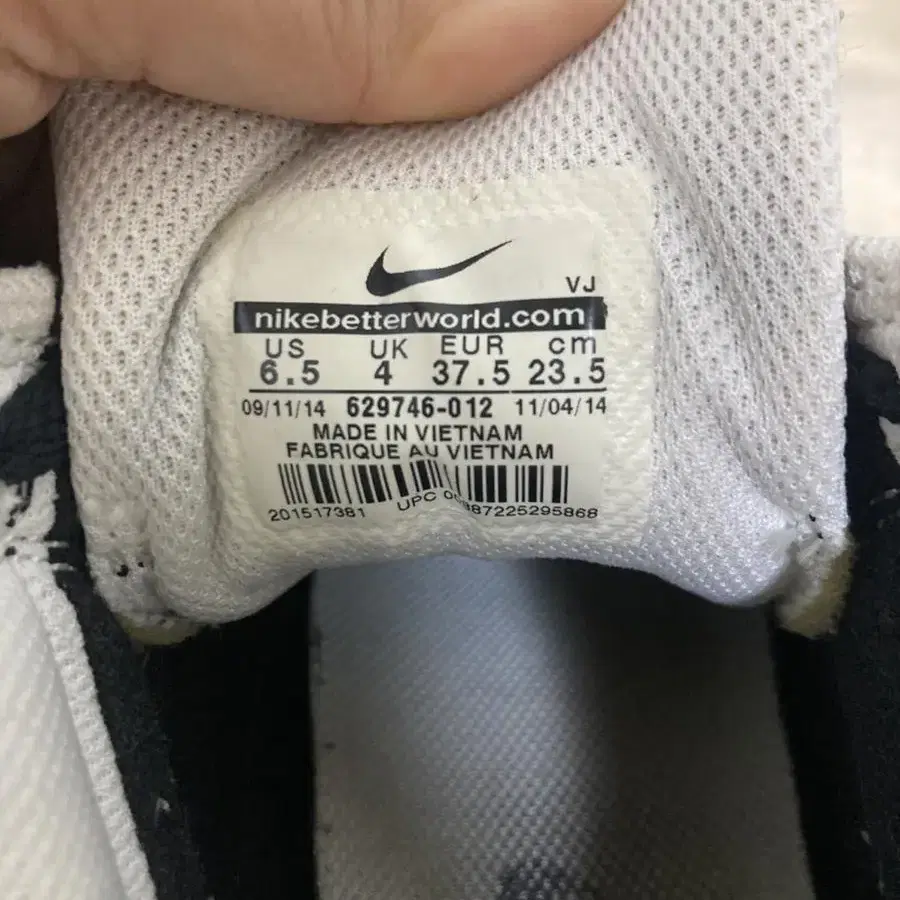 VJ
nikebetterworld.com
US UK EUR cm
6.5 4 37.5 23.5
09/11/14 629746-012 11/04/14
MADE IN VIETNAM
FABRIQUE AU VIETNAM
201517381 UPC